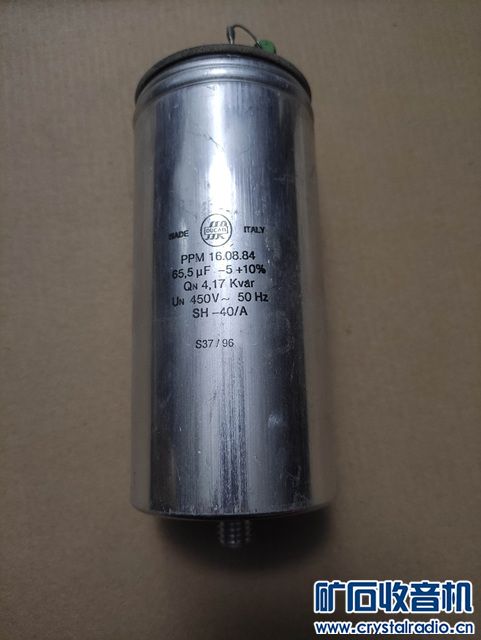 MADE DUCATI ITALY
PPM 16.08.84
65,5 µF -5 +10%
QN 4,17 Kvar
UN 450V~ 50 Hz
SH -40/A
S37/96
矿石收音机
www.crystalradio.cn